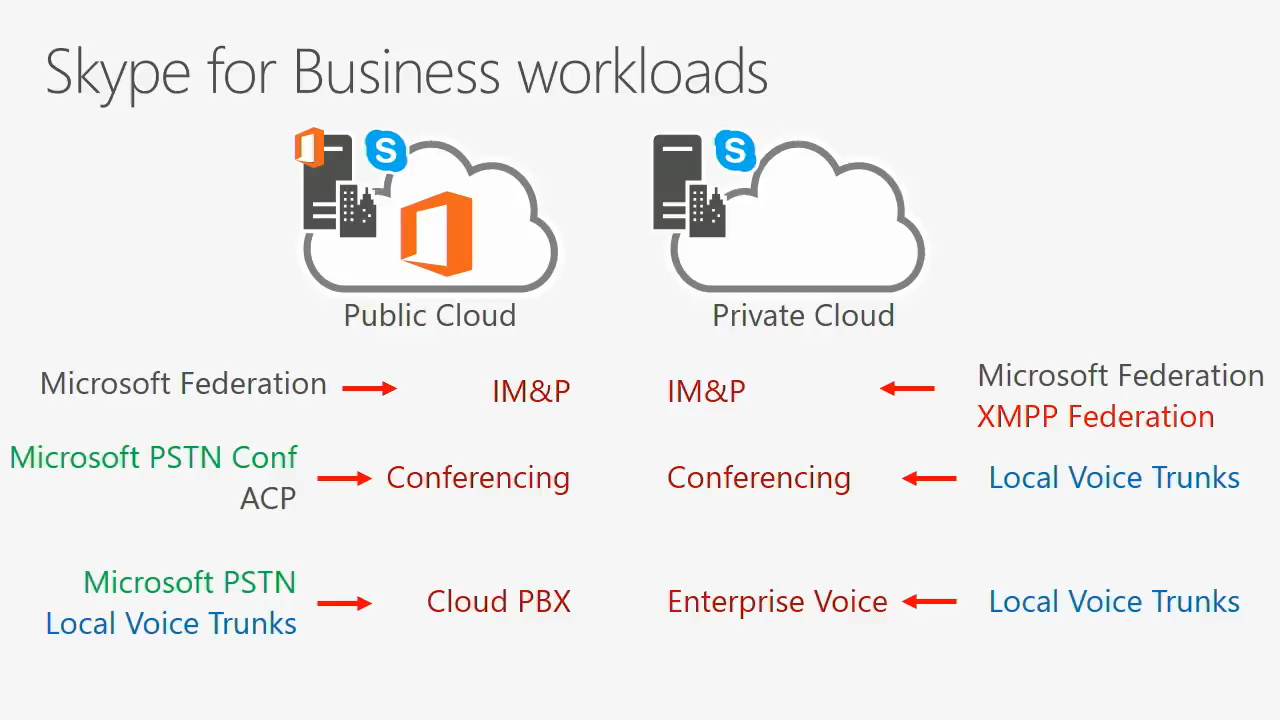 Skype for Business workloads
S
S
Public Cloud
Private Cloud
Microsoft Federation
IM&P
IM&P
Microsoft Federation
XMPP Federation
Microsoft PSTN Conf
ACP
Conferencing
Conferencing
Local Voice Trunks
Microsoft PSTN
Local Voice Trunks
Cloud PBX
Enterprise Voice
Local Voice Trunks